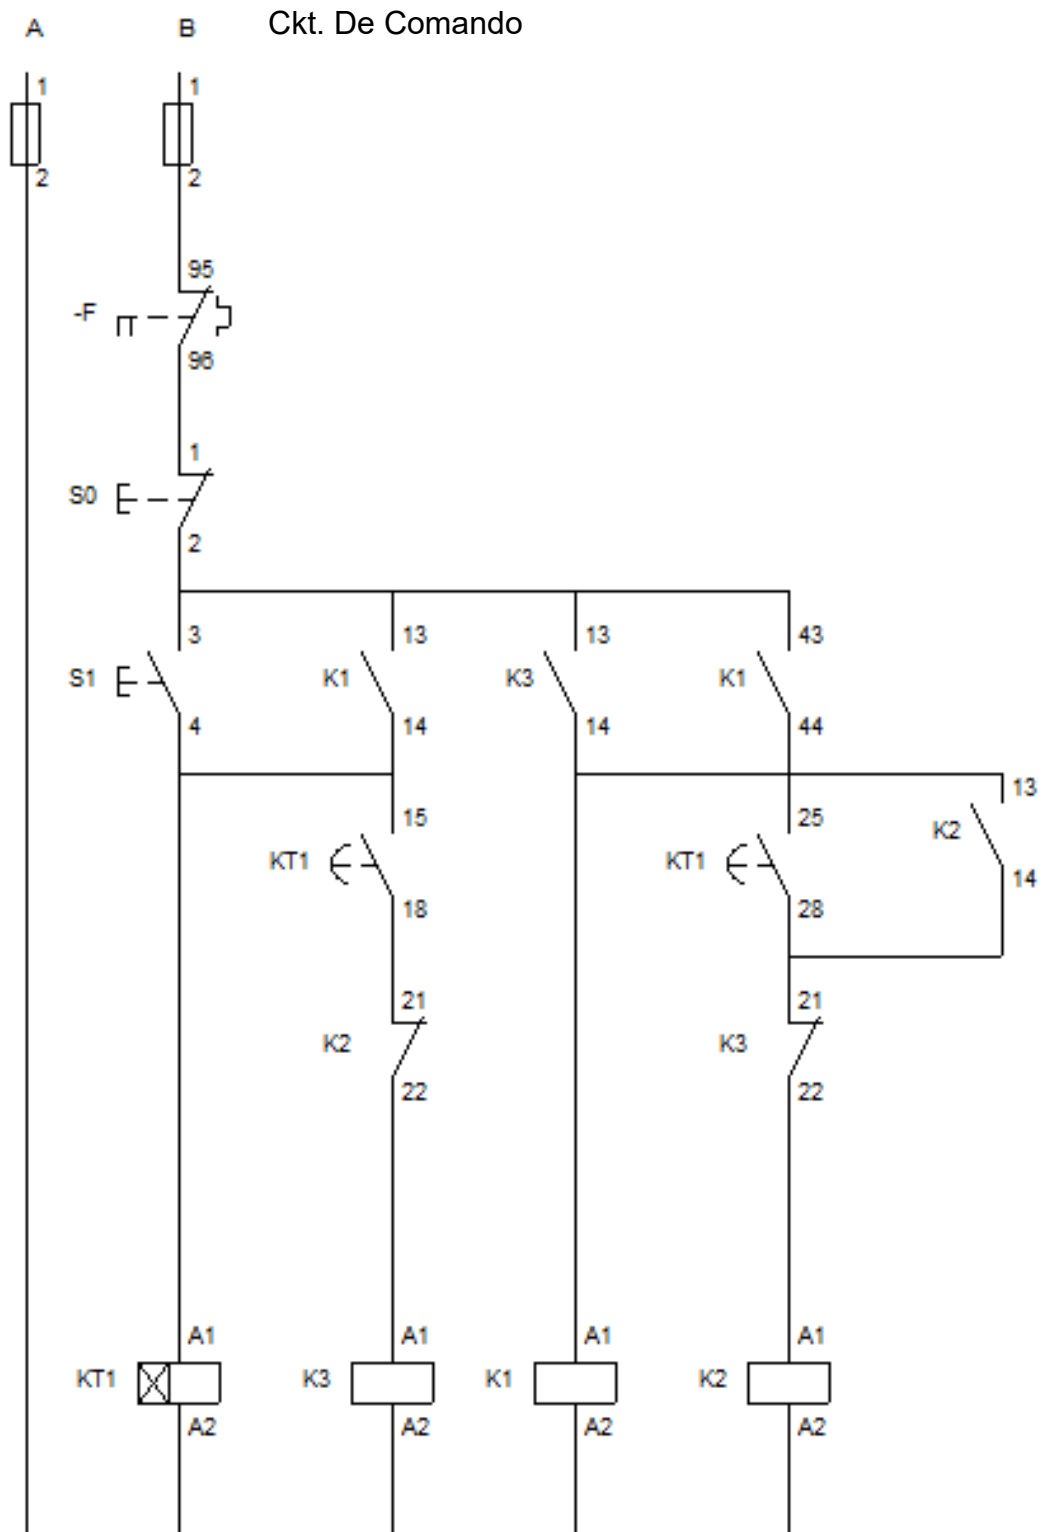 A B Ckt. De Comando
1 1
2 2
95
-F
96
1
S0
2
3 13 13 43
S1 K1 K3 K1
4 14 14 44
13
15 25
K2
KT1 KT1
14
18 28
21 21
K2 K3
22 22
A1 A1 A1 A1
KT1 K3 K1 K2
A2 A2 A2 A2